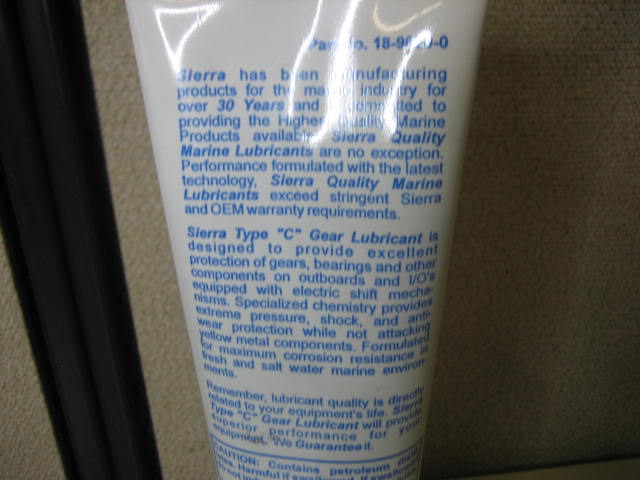 Part No. 18-9620-0
Sierra has been manufacturing
products for the marine industry for
over 30 Years and is committed to
providing the Highest Quality Marine
Products available. Sierra Quality
Marine Lubricants are no exception.
Performance formulated with the latest
technology, Sierra Quality Marine
Lubricants exceed stringent Sierra
and OEM warranty requirements.
Sierra Type "C" Gear Lubricant is
designed to provide excellent
protection of gears, bearings and other
components on outboards and I/O's
equipped with electric shift mecha-
nisms. Specialized chemistry provides
extreme pressure, shock, and anti-
wear protection while not attacking
yellow metal components. Formulated
for maximum corrosion resistance in
fresh and salt water marine environ-
ments.
Remember, lubricant quality is directly
related to your equipment's life. Sierra
Type "C" Gear Lubricant will provide
superior performance for your
equipment. We Guarantee it.
CAUTION: Contains petroleum
Harmful if swallowed. If swallowed,